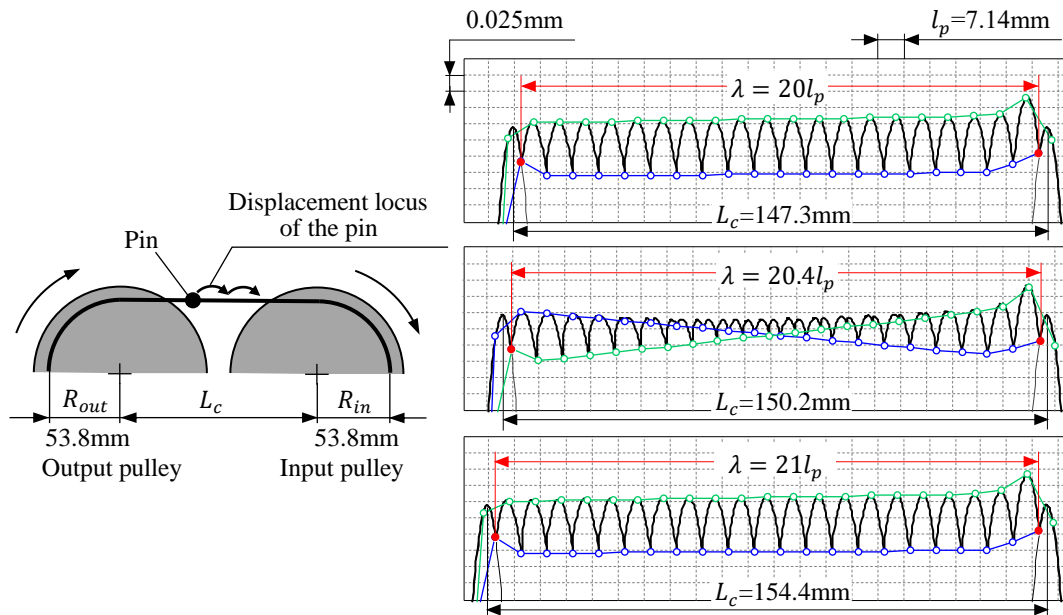 0.025mm
l_p=7.14mm
λ = 20l_p
L_c=147.3mm
Displacement locus
of the pin
Pin
λ = 20.4l_p
L_c=150.2mm
R_out
L_c
R_in
53.8mm
53.8mm
Output pulley
Input pulley
λ = 21l_p
L_c=154.4mm